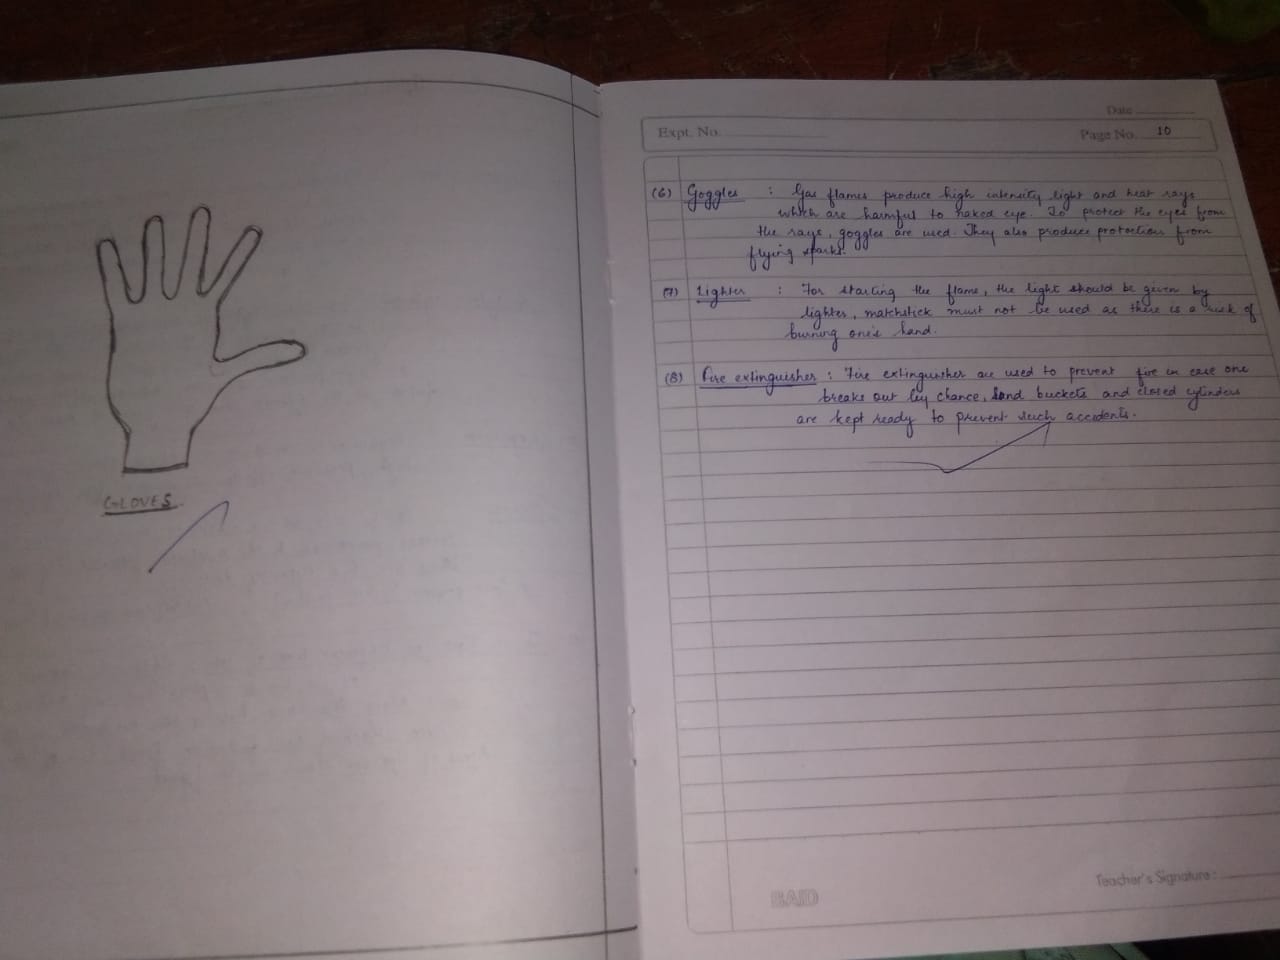 GLOVES.
Date
Expt. No.
Page No. 10
(6) Goggles : Gas flames produce high intensity light and heat rays
which are harmful to naked eye. To protect the eyes from
the rays, goggles are used. They also produce protection from
flying sparks.
(7) Lighter : For starting the flame, the light should be given by
lighter, matchstick must not be used as there is a risk of
burning one's hand.
(8) Fire extinguisher : Fire extinguisher are used to prevent fire in case one
breaks out by chance, Sand buckets and closed cylinders
are kept ready to prevent such accidents.
Teacher's Signature :
BAID